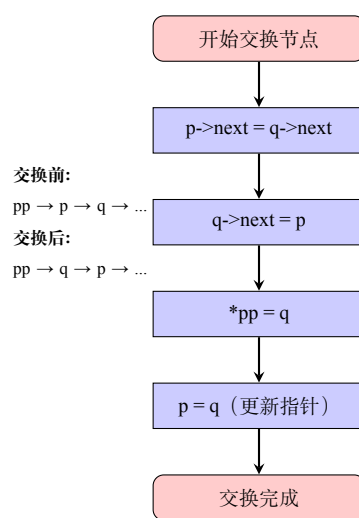 开始交换节点
p->next = q->next
交换前:
pp → p → q → ...
交换后:
pp → q → p → ...
q->next = p
*pp = q
p = q（更新指针）
交换完成